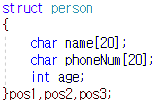 struct person
{
    char name[20];
    char phoneNum[20];
    int age;
}pos1,pos2,pos3;